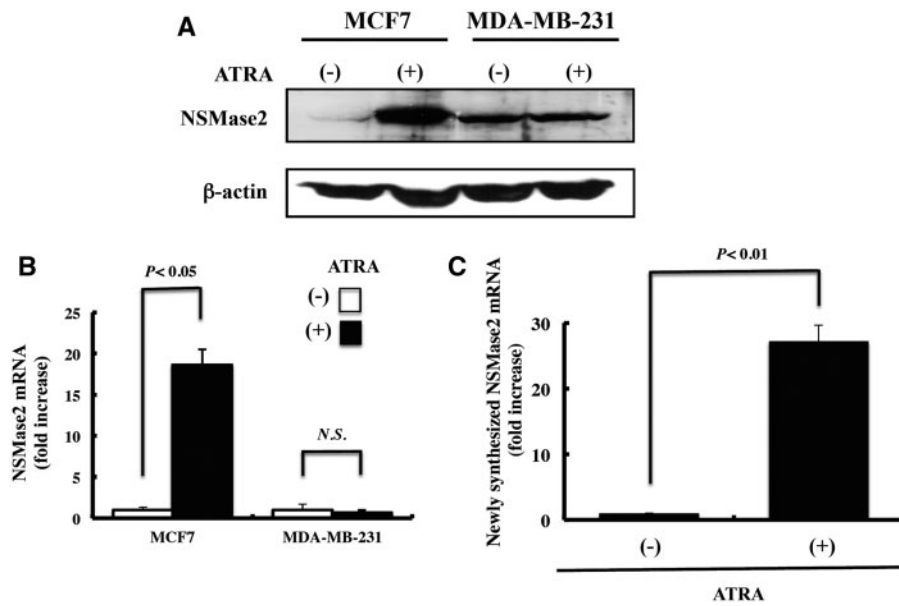 A
MCF7 MDA-MB-231
ATRA (-) (+) (-) (+)
NSMase2
β-actin
B
P< 0.05
ATRA
(-)
(+)
NSMase2 mRNA
(fold increase)
25
20
15
10
5
0
N.S.
MCF7 MDA-MB-231
C
P< 0.01
Newly synthesized NSMase2 mRNA
(fold increase)
30
20
10
0
(-) (+)
ATRA